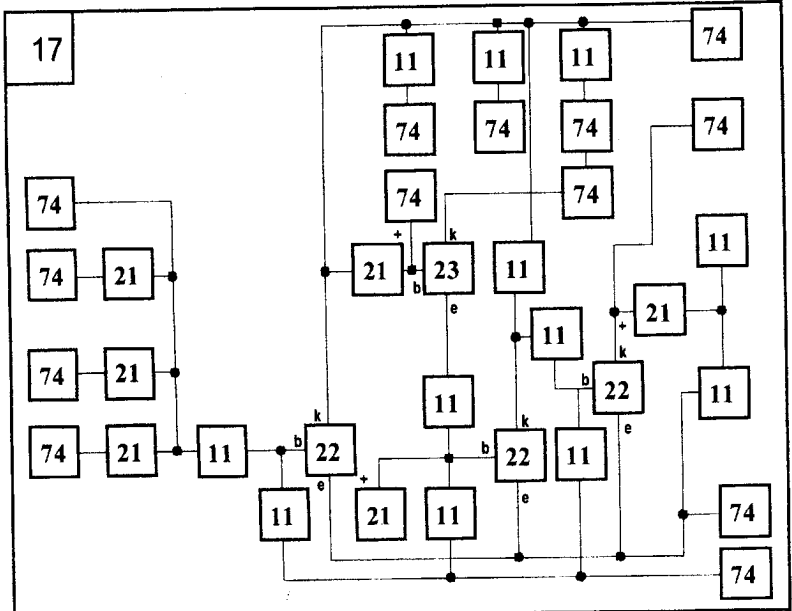 17
74
11 11 11
74 74 74 74
74 74
74
+ k
74 21 21 b 23 11 11
e
21 +
11 k
74 21 b 22 11 11
k k e
74 21 11 b 22 b 22 11
e + e
11 21 11 74
74